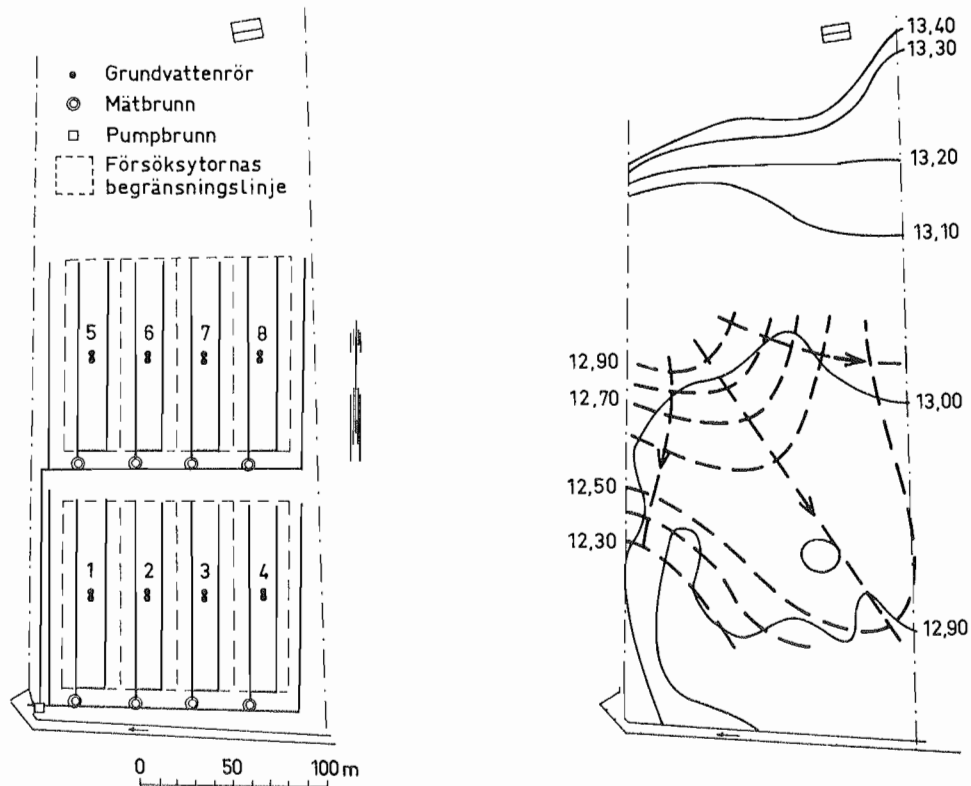 Grundvattenrör
Mätbrunn
Pumpbrunn
Försöksytornas
begränsningslinje
5 6 7 8
1 2 3 4
0 50 100 m
13,40
13,30
13,20
13,10
12,90
12,70
13,00
12,50
12,30
12,90